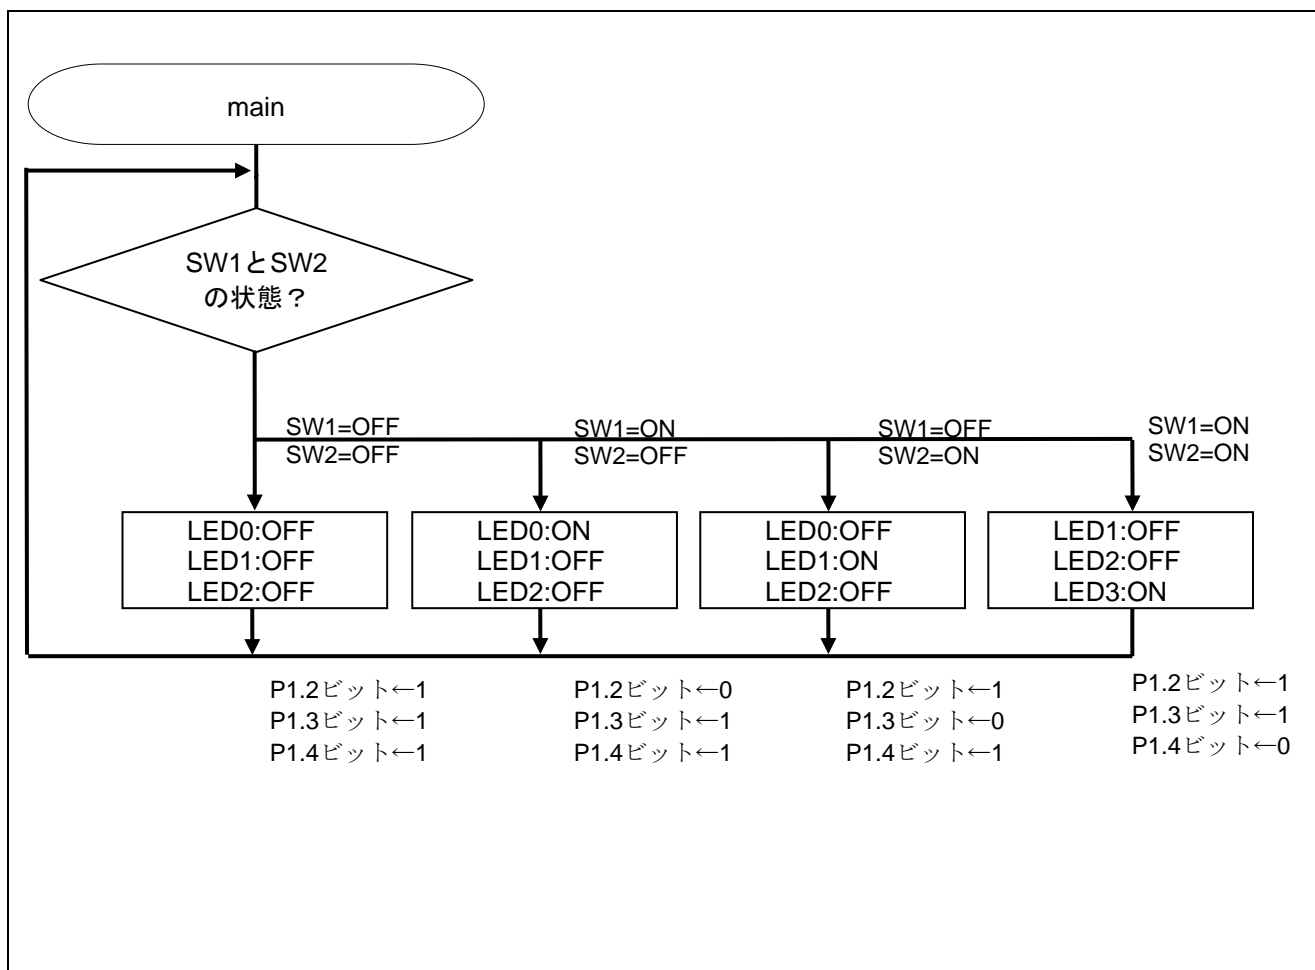 main
SW1とSW2
の状態？
SW1=OFF
SW2=OFF
SW1=ON
SW2=OFF
SW1=OFF
SW2=ON
SW1=ON
SW2=ON
LED0:OFF
LED1:OFF
LED2:OFF
LED0:ON
LED1:OFF
LED2:OFF
LED0:OFF
LED1:ON
LED2:OFF
LED1:OFF
LED2:OFF
LED3:ON
P1.2ビット←1
P1.3ビット←1
P1.4ビット←1
P1.2ビット←0
P1.3ビット←1
P1.4ビット←1
P1.2ビット←1
P1.3ビット←0
P1.4ビット←1
P1.2ビット←1
P1.3ビット←1
P1.4ビット←0